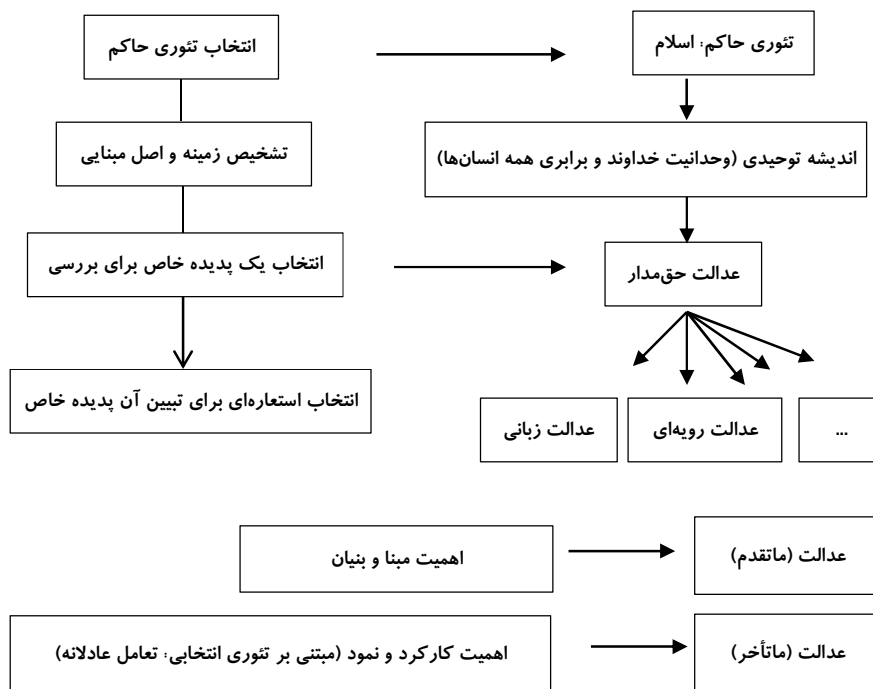 تئوری حاکم: اسلام
انتخاب تئوری حاکم
اندیشه توحیدی (وحدانیت خداوند و برابری همه انسان‌ها)
تشخیص زمینه و اصل مبنایی
عدالت حق‌مدار
انتخاب یک پدیده خاص برای بررسی
انتخاب استعاره‌ای برای تبیین آن پدیده خاص
...
عدالت رویه‌ای
عدالت زبانی
عدالت (ماتقدم)
اهمیت مبنا و بنیان
عدالت (ماتأخر)
اهمیت کارکرد و نمود (مبتنی بر تئوری انتخابی: تعامل عادلانه)